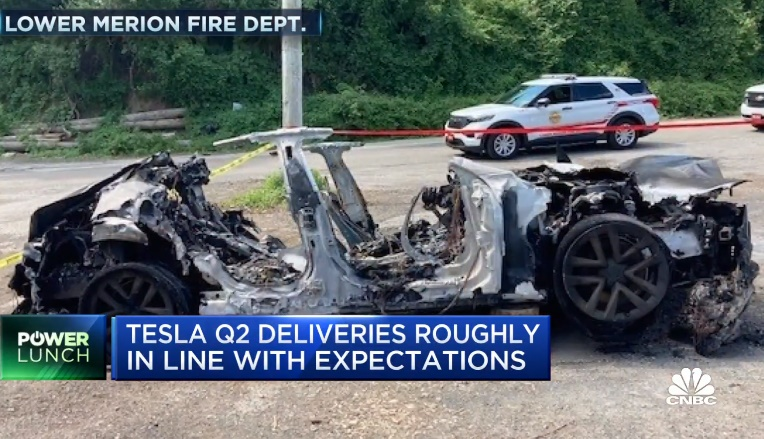 LOWER MERION FIRE DEPT.
POWER
LUNCH
TESLA Q2 DELIVERIES ROUGHLY
IN LINE WITH EXPECTATIONS
CNBC